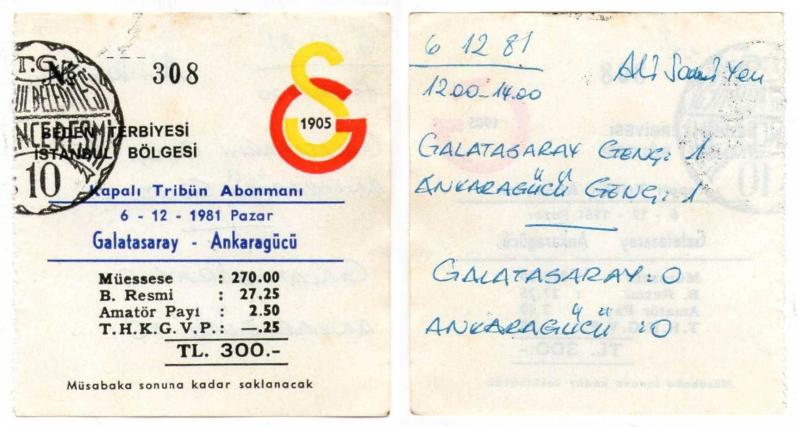 No 308
1905
BEDEN TERBİYESİ
İSTANBUL BÖLGESİ
10
Kapalı Tribün Abonmanı
6 - 12 - 1981 Pazar
Galatasaray - Ankaragücü
Müessese : 270.00
B. Resmi : 27.25
Amatör Payı : 2.50
T.H.K.G.V.P. : -.25
TL. 300.-
Müsabaka sonuna kadar saklanacak
6 12 81
Ali Sami Yen
12.00-14.00
GALATASARAY GENÇ: 1
ANKARAGÜCÜ GENÇ: 1
GALATASARAY: 0
ANKARAGÜCÜ: 0